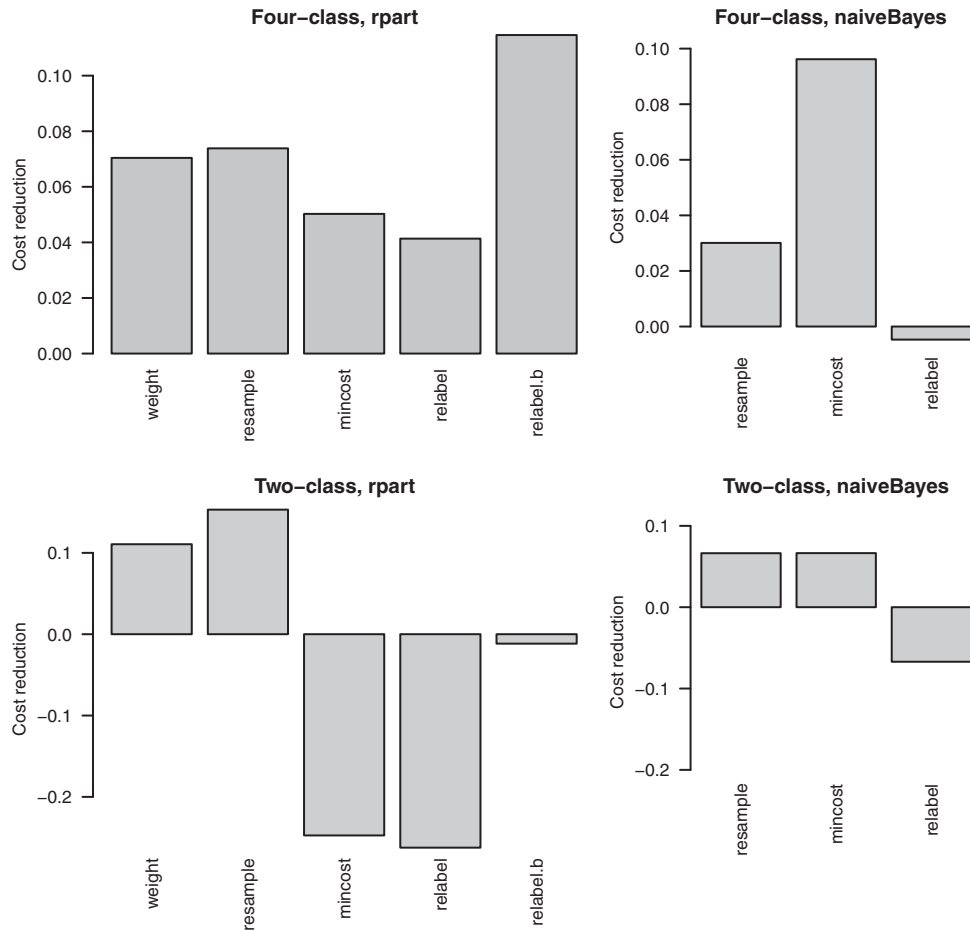 Four−class, rpart
Cost reduction
0.10
0.08
0.06
0.04
0.02
0.00
weight
resample
mincost
relabel
relabel.b
Four−class, naiveBayes
Cost reduction
0.10
0.08
0.06
0.04
0.02
0.00
resample
mincost
relabel
Two−class, rpart
Cost reduction
0.1
0.0
−0.1
−0.2
weight
resample
mincost
relabel
relabel.b
Two−class, naiveBayes
Cost reduction
0.1
0.0
−0.1
−0.2
resample
mincost
relabel